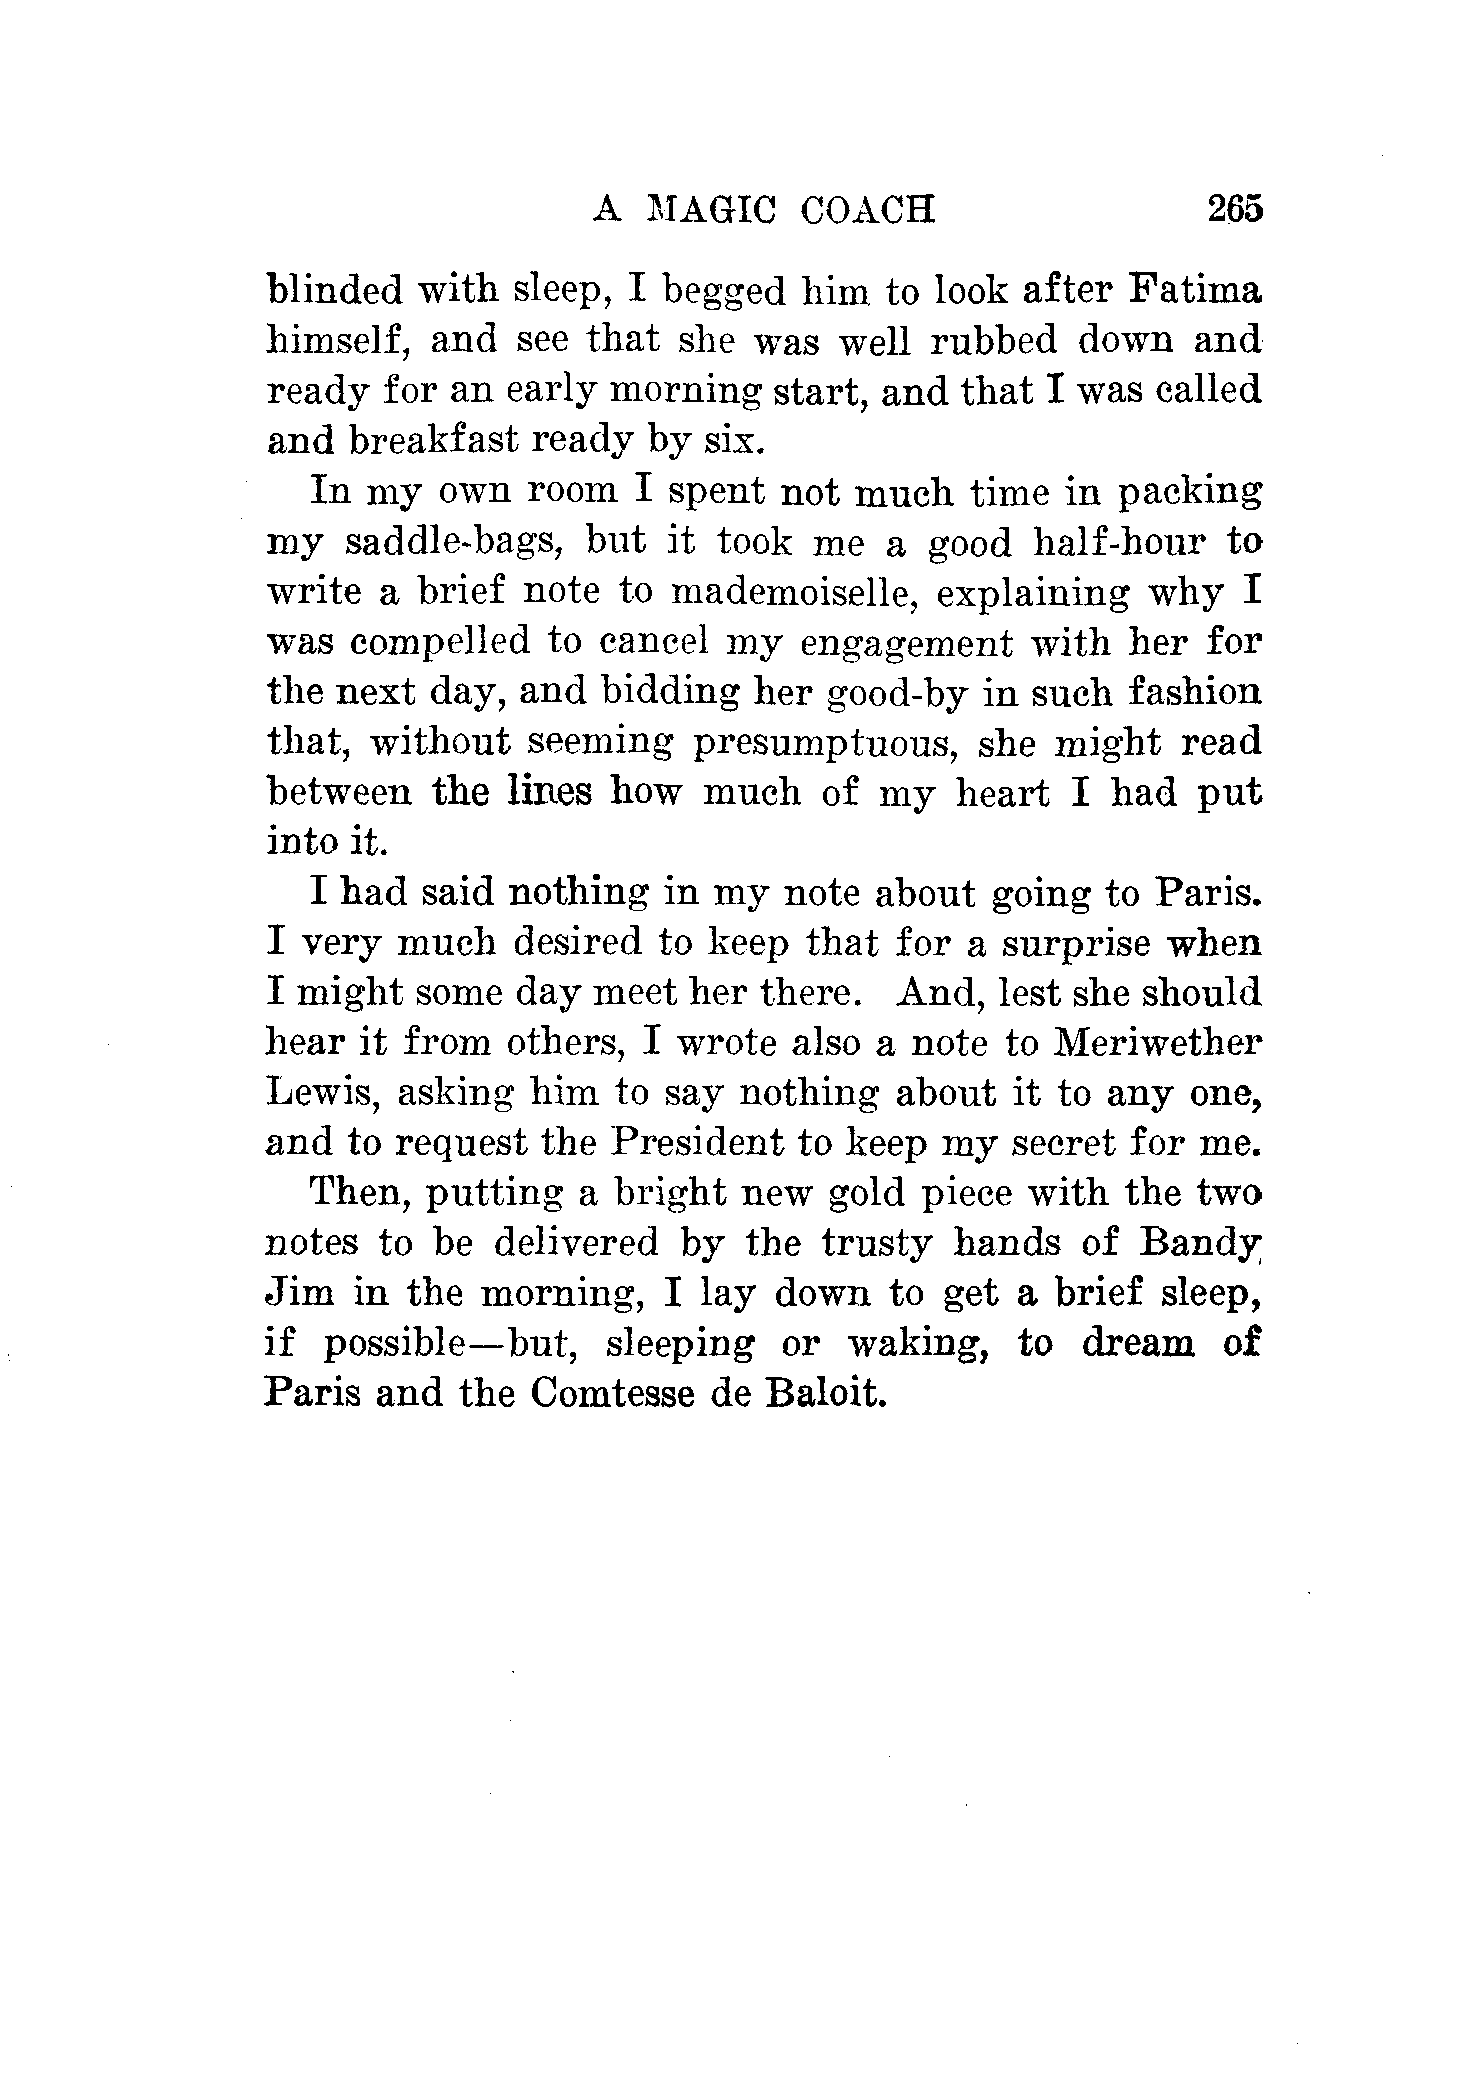 A MAGIC COACH 265
blinded with sleep, I begged him to look after Fatima
himself, and see that she was well rubbed down and
ready for an early morning start, and that I was called
and breakfast ready by six.
In my own room I spent not much time in packing
my saddle-bags, but it took me a good half-hour to
write a brief note to mademoiselle, explaining why I
was compelled to cancel my engagement with her for
the next day, and bidding her good-by in such fashion
that, without seeming presumptuous, she might read
between the lines how much of my heart I had put
into it.
I had said nothing in my note about going to Paris.
I very much desired to keep that for a surprise when
I might some day meet her there. And, lest she should
hear it from others, I wrote also a note to Meriwether
Lewis, asking him to say nothing about it to any one,
and to request the President to keep my secret for me.
Then, putting a bright new gold piece with the two
notes to be delivered by the trusty hands of Bandy
Jim in the morning, I lay down to get a brief sleep,
if possible—but, sleeping or waking, to dream of
Paris and the Comtesse de Baloit.